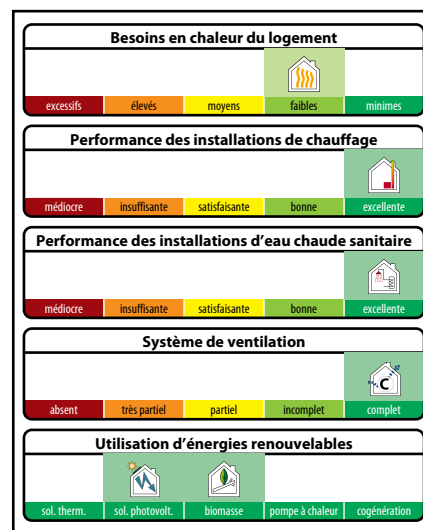 Besoins en chaleur du logement
excessifs élevés moyens faibles minimes
Performance des installations de chauffage
médiocre insuffisante satisfaisante bonne excellente
Performance des installations d’eau chaude sanitaire
médiocre insuffisante satisfaisante bonne excellente
Système de ventilation
C
absent très partiel partiel incomplet complet
Utilisation d’énergies renouvelables
sol. therm. sol. photovolt. biomasse pompe à chaleur cogénération